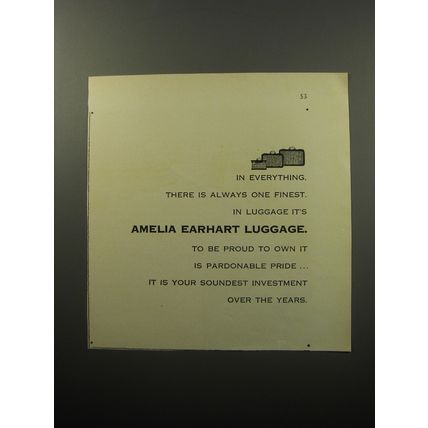 53
IN EVERYTHING,
THERE IS ALWAYS ONE FINEST.
IN LUGGAGE IT'S
AMELIA EARHART LUGGAGE.
TO BE PROUD TO OWN IT
IS PARDONABLE PRIDE ...
IT IS YOUR SOUNDEST INVESTMENT
OVER THE YEARS.